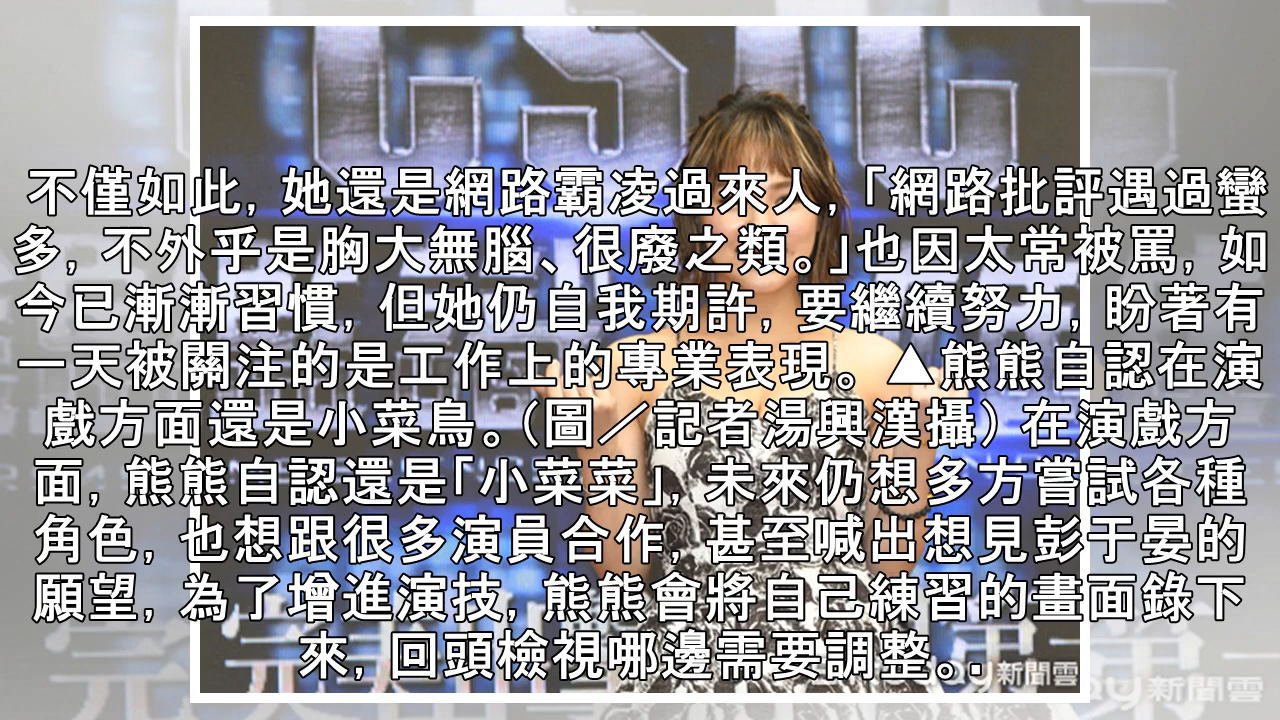 不僅如此, 她還是網路霸凌過來人, 「網路批評遇過蠻
多, 不外乎是胸大無腦、很廢之類。」也因太常被罵, 如
今已漸漸習慣, 但她仍自我期許, 要繼續努力, 盼著有
一天被關注的是工作上的專業表現。 ▲熊熊自認在演
戲方面還是小菜鳥。(圖／記者湯興漢攝) 在演戲方
面, 熊熊自認還是「小菜菜」, 未來仍想多方嘗試各種
角色, 也想跟很多演員合作, 甚至喊出想見彭于晏的
願望, 為了增進演技, 熊熊會將自己練習的畫面錄下
來, 回頭檢視哪邊需要調整。.
新聞雲
新聞雲